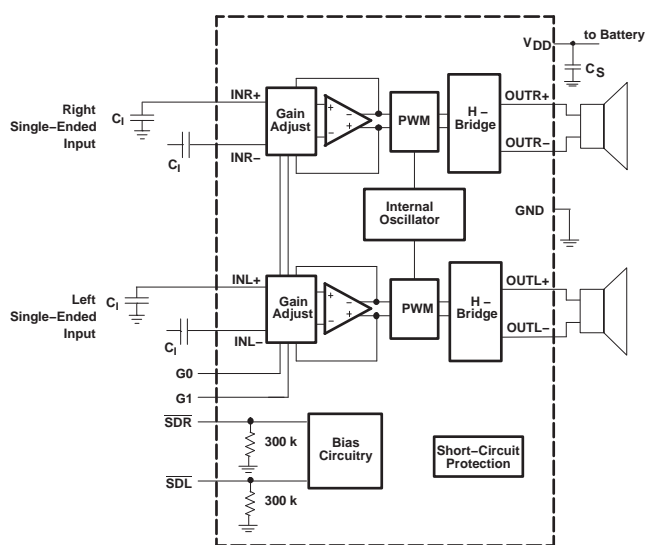 to Battery
VDD
CS
INR+
Right
Single−Ended
Input
CI
Gain
Adjust
+
−
−
+
PWM
H −
Bridge
OUTR+
OUTR−
CI
INR−
Internal
Oscillator
GND
INL+
Left
Single−Ended
Input
CI
Gain
Adjust
+
−
−
+
PWM
H −
Bridge
OUTL+
OUTL−
CI
INL−
G0
G1
SDR
300 k
Bias
Circuitry
Short−Circuit
Protection
SDL
300 k